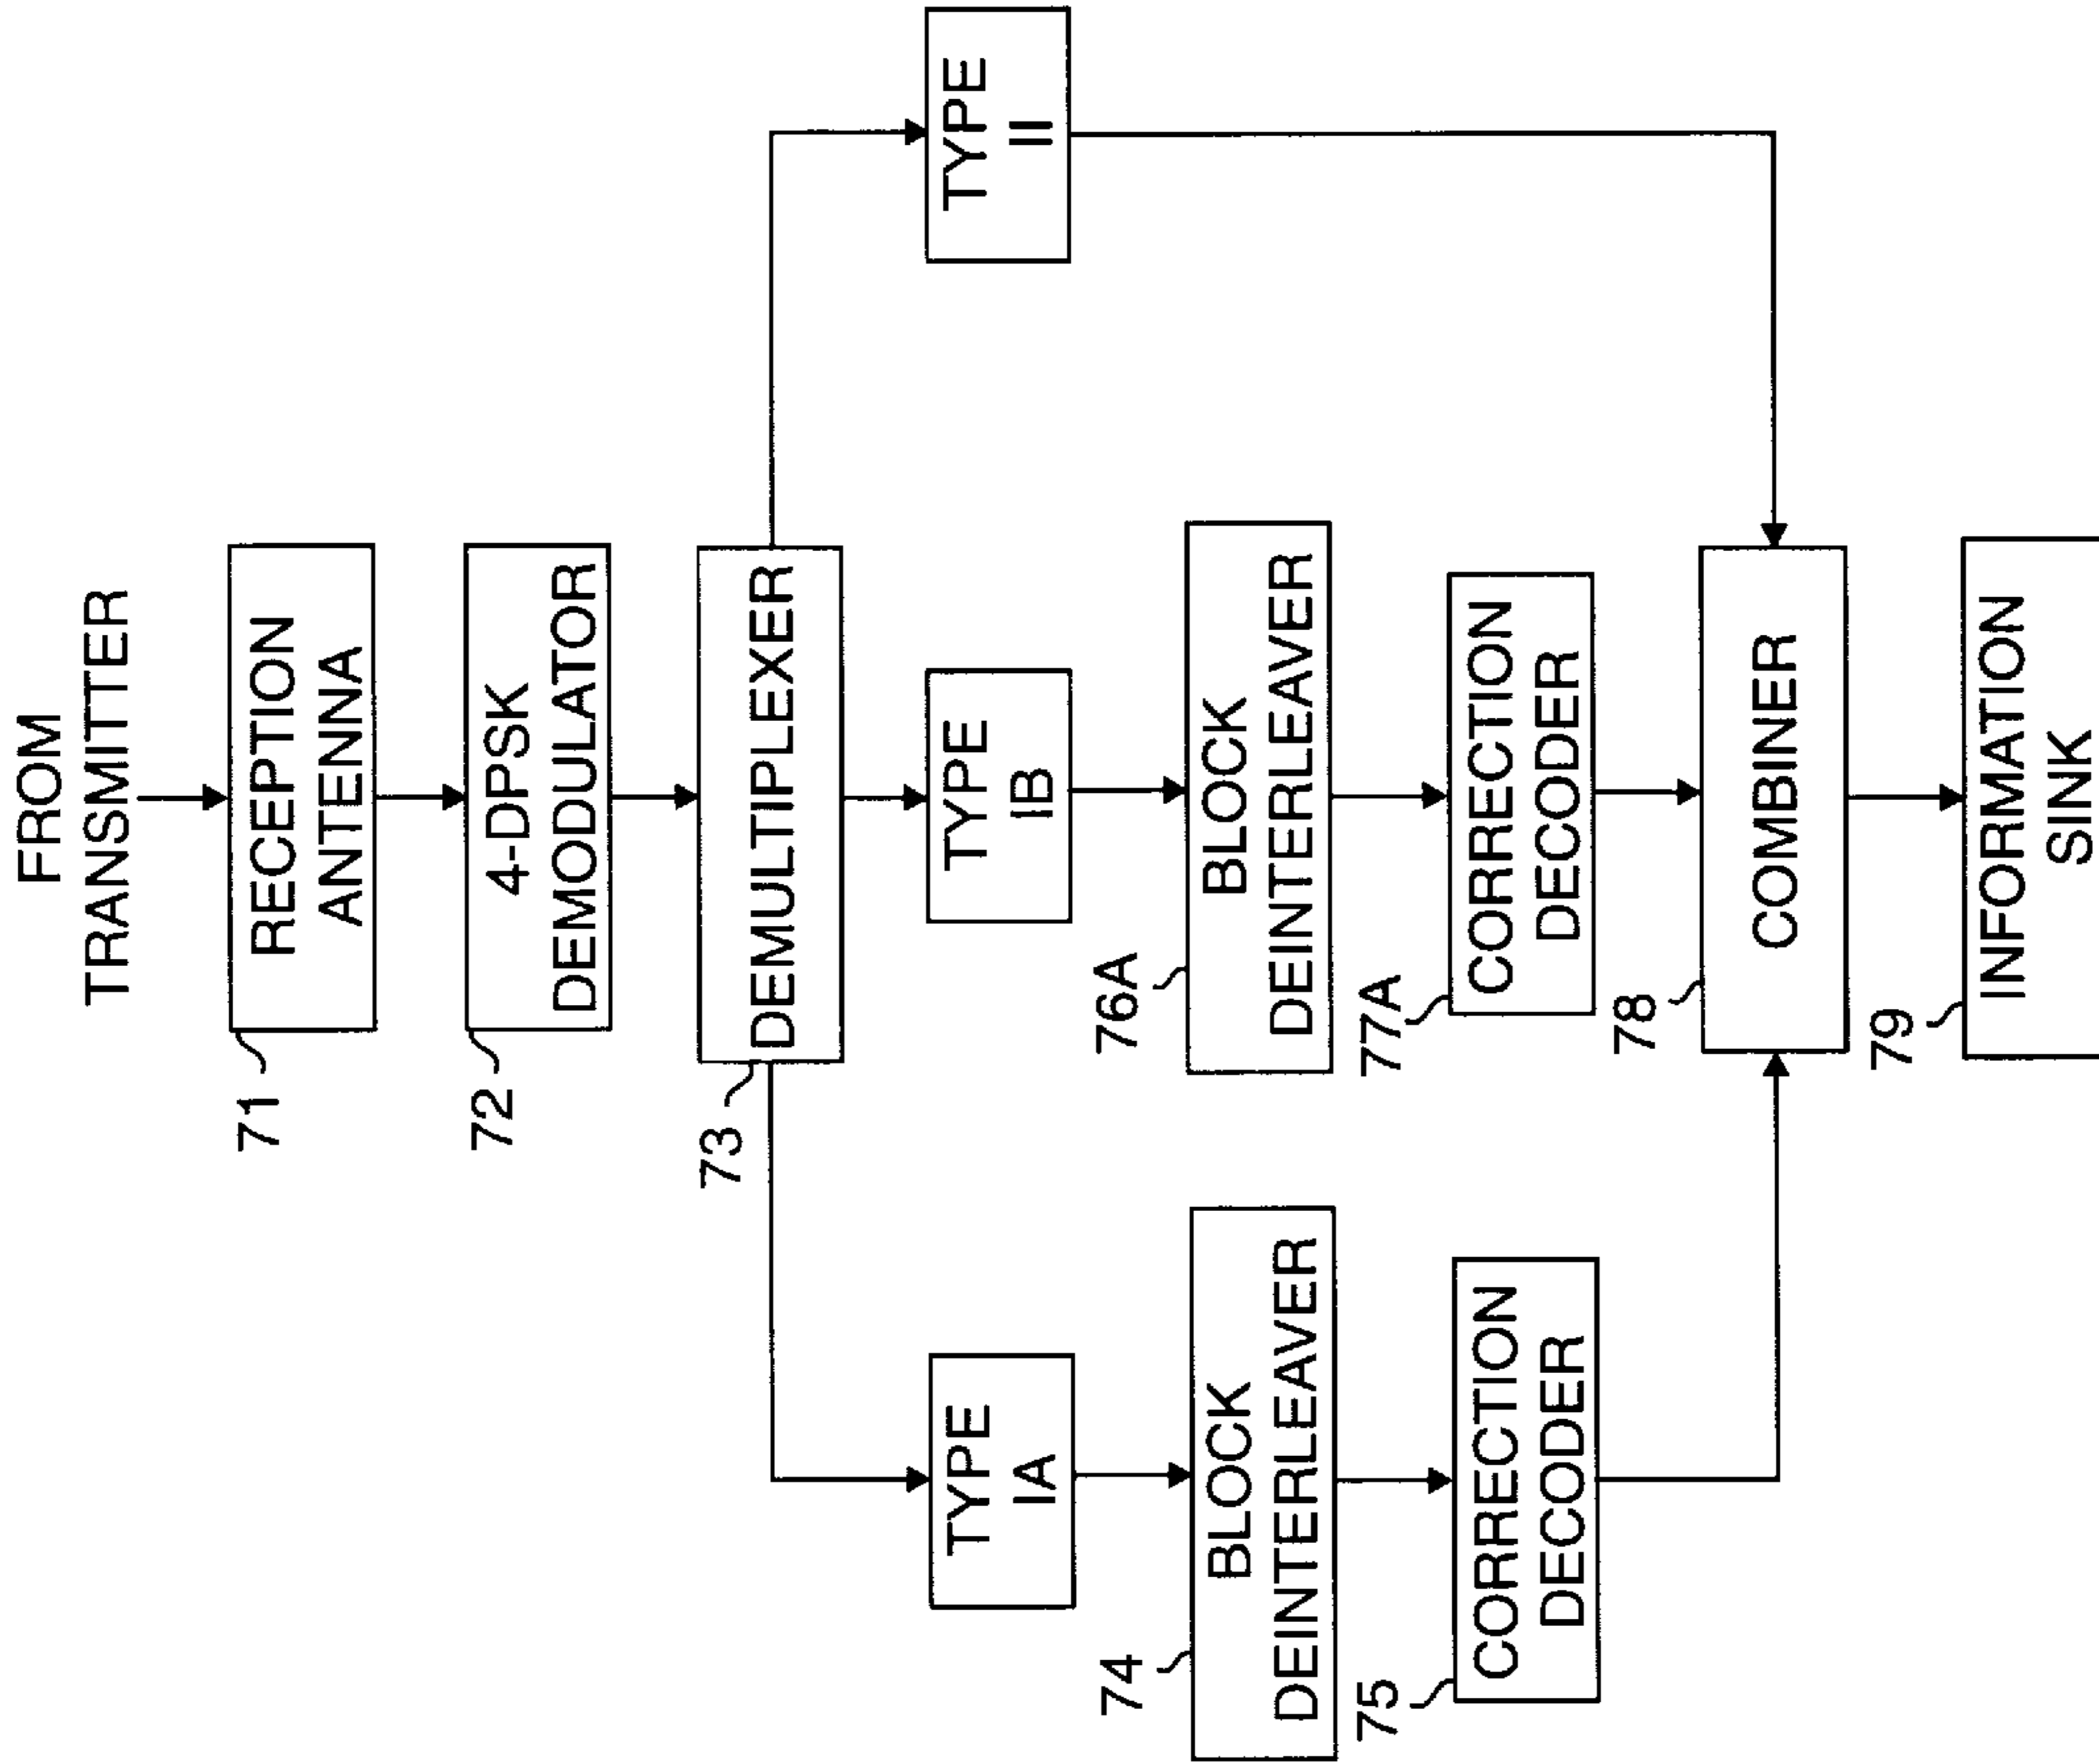 FROM
TRANSMITTER
71
RECEPTION
ANTENNA
72
4-DPSK
DEMODULATOR
73
DEMULTIPLEXER
TYPE
IA
TYPE
IB
TYPE
II
74
BLOCK
DEINTERLEAVER
76A
BLOCK
DEINTERLEAVER
75
CORRECTION
DECODER
77A
CORRECTION
DECODER
78
COMBINER
79
INFORMATION
SINK